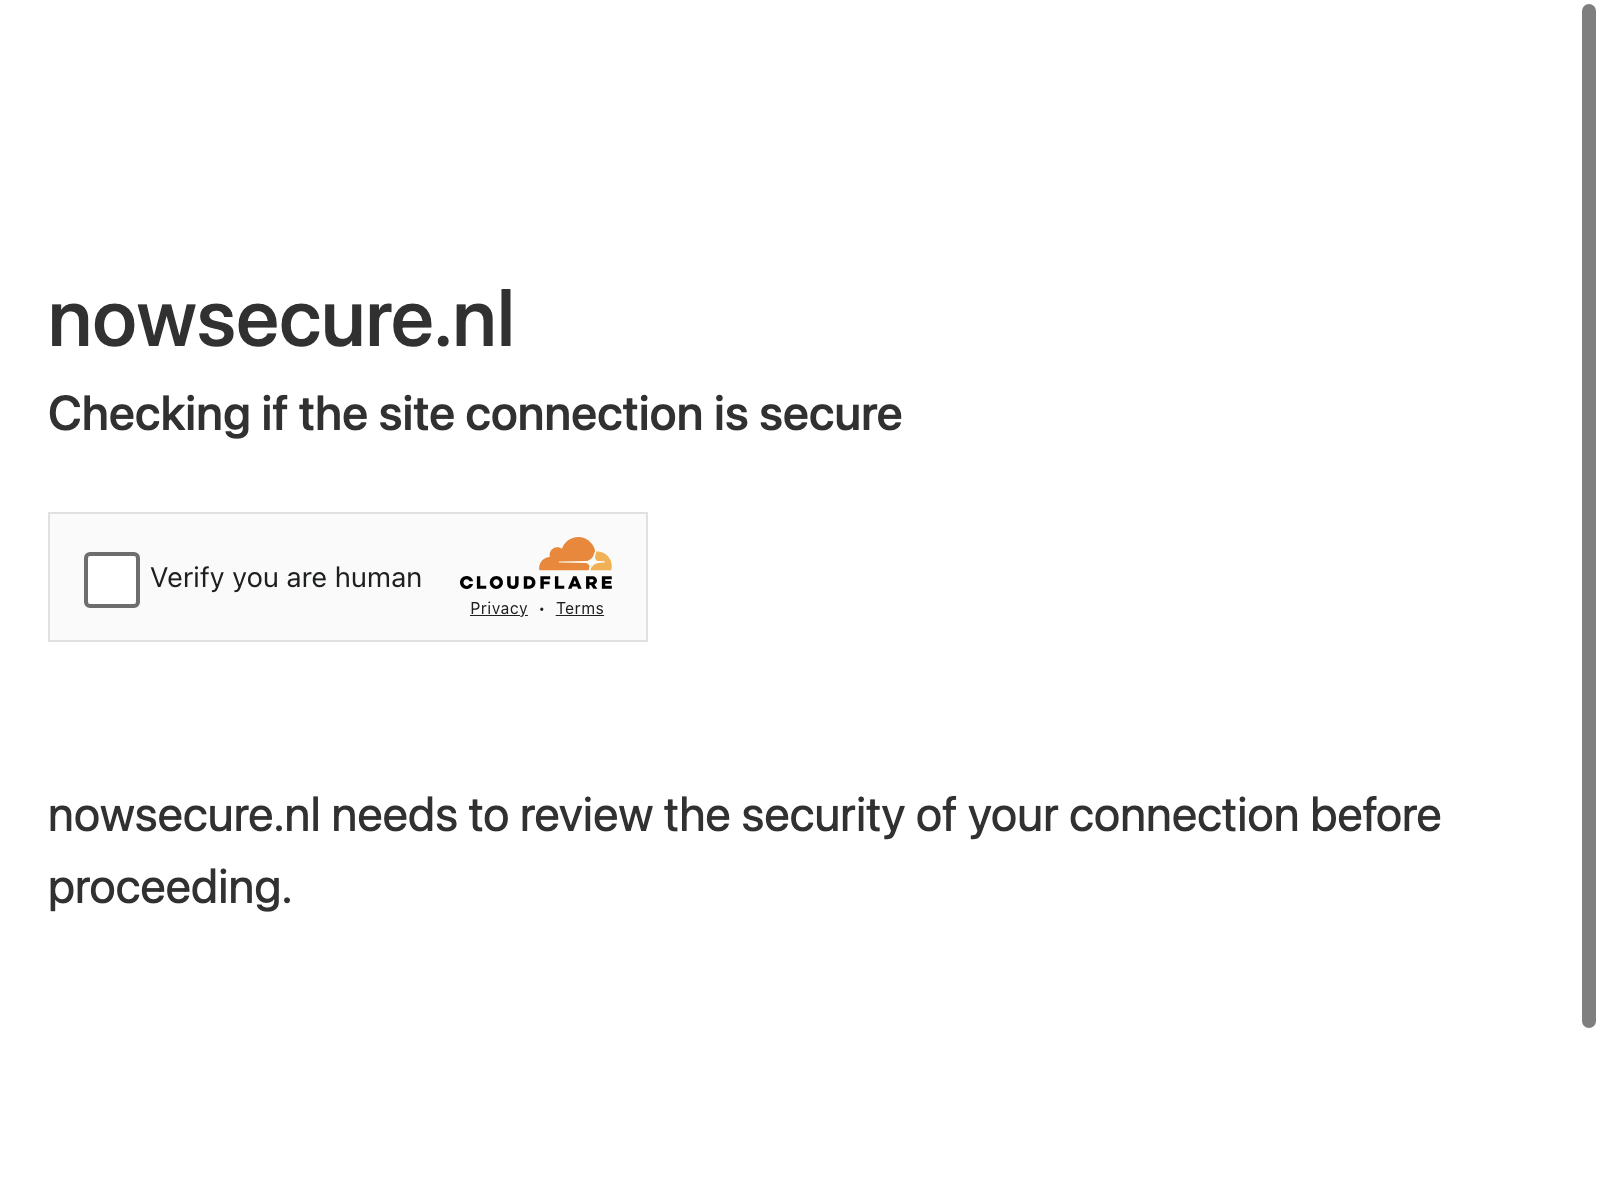 nowsecure.nl
Checking if the site connection is secure
Verify you are human
CLOUDFLARE
Privacy • Terms
nowsecure.nl needs to review the security of your connection before
proceeding.